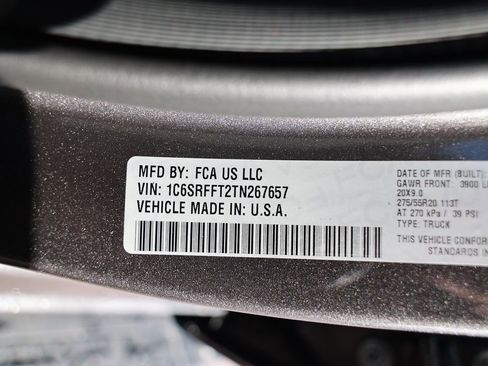 MFD BY: FCA US LLC
VIN: 1C6SRFFT2TN267657
VEHICLE MADE IN: U.S.A.
DATE OF MFR (BUILT):
GAWR FRONT: 3900 L
20X9.0
275/55R20 113T
AT 270 kPa / 39 PSI
TYPE: TRUCK
THIS VEHICLE CONFOR
STANDARDS IN